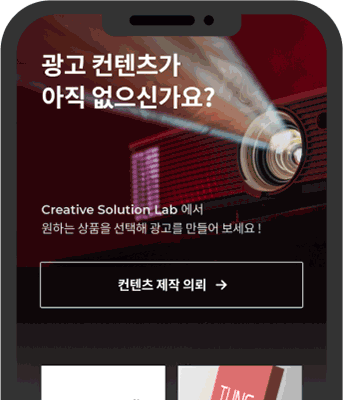 광고 컨텐츠가
아직 없으신가요?
Creative Solution Lab 에서
원하는 상품을 선택해 광고를 만들어 보세요 !
컨텐츠 제작 의뢰 →
TUNE